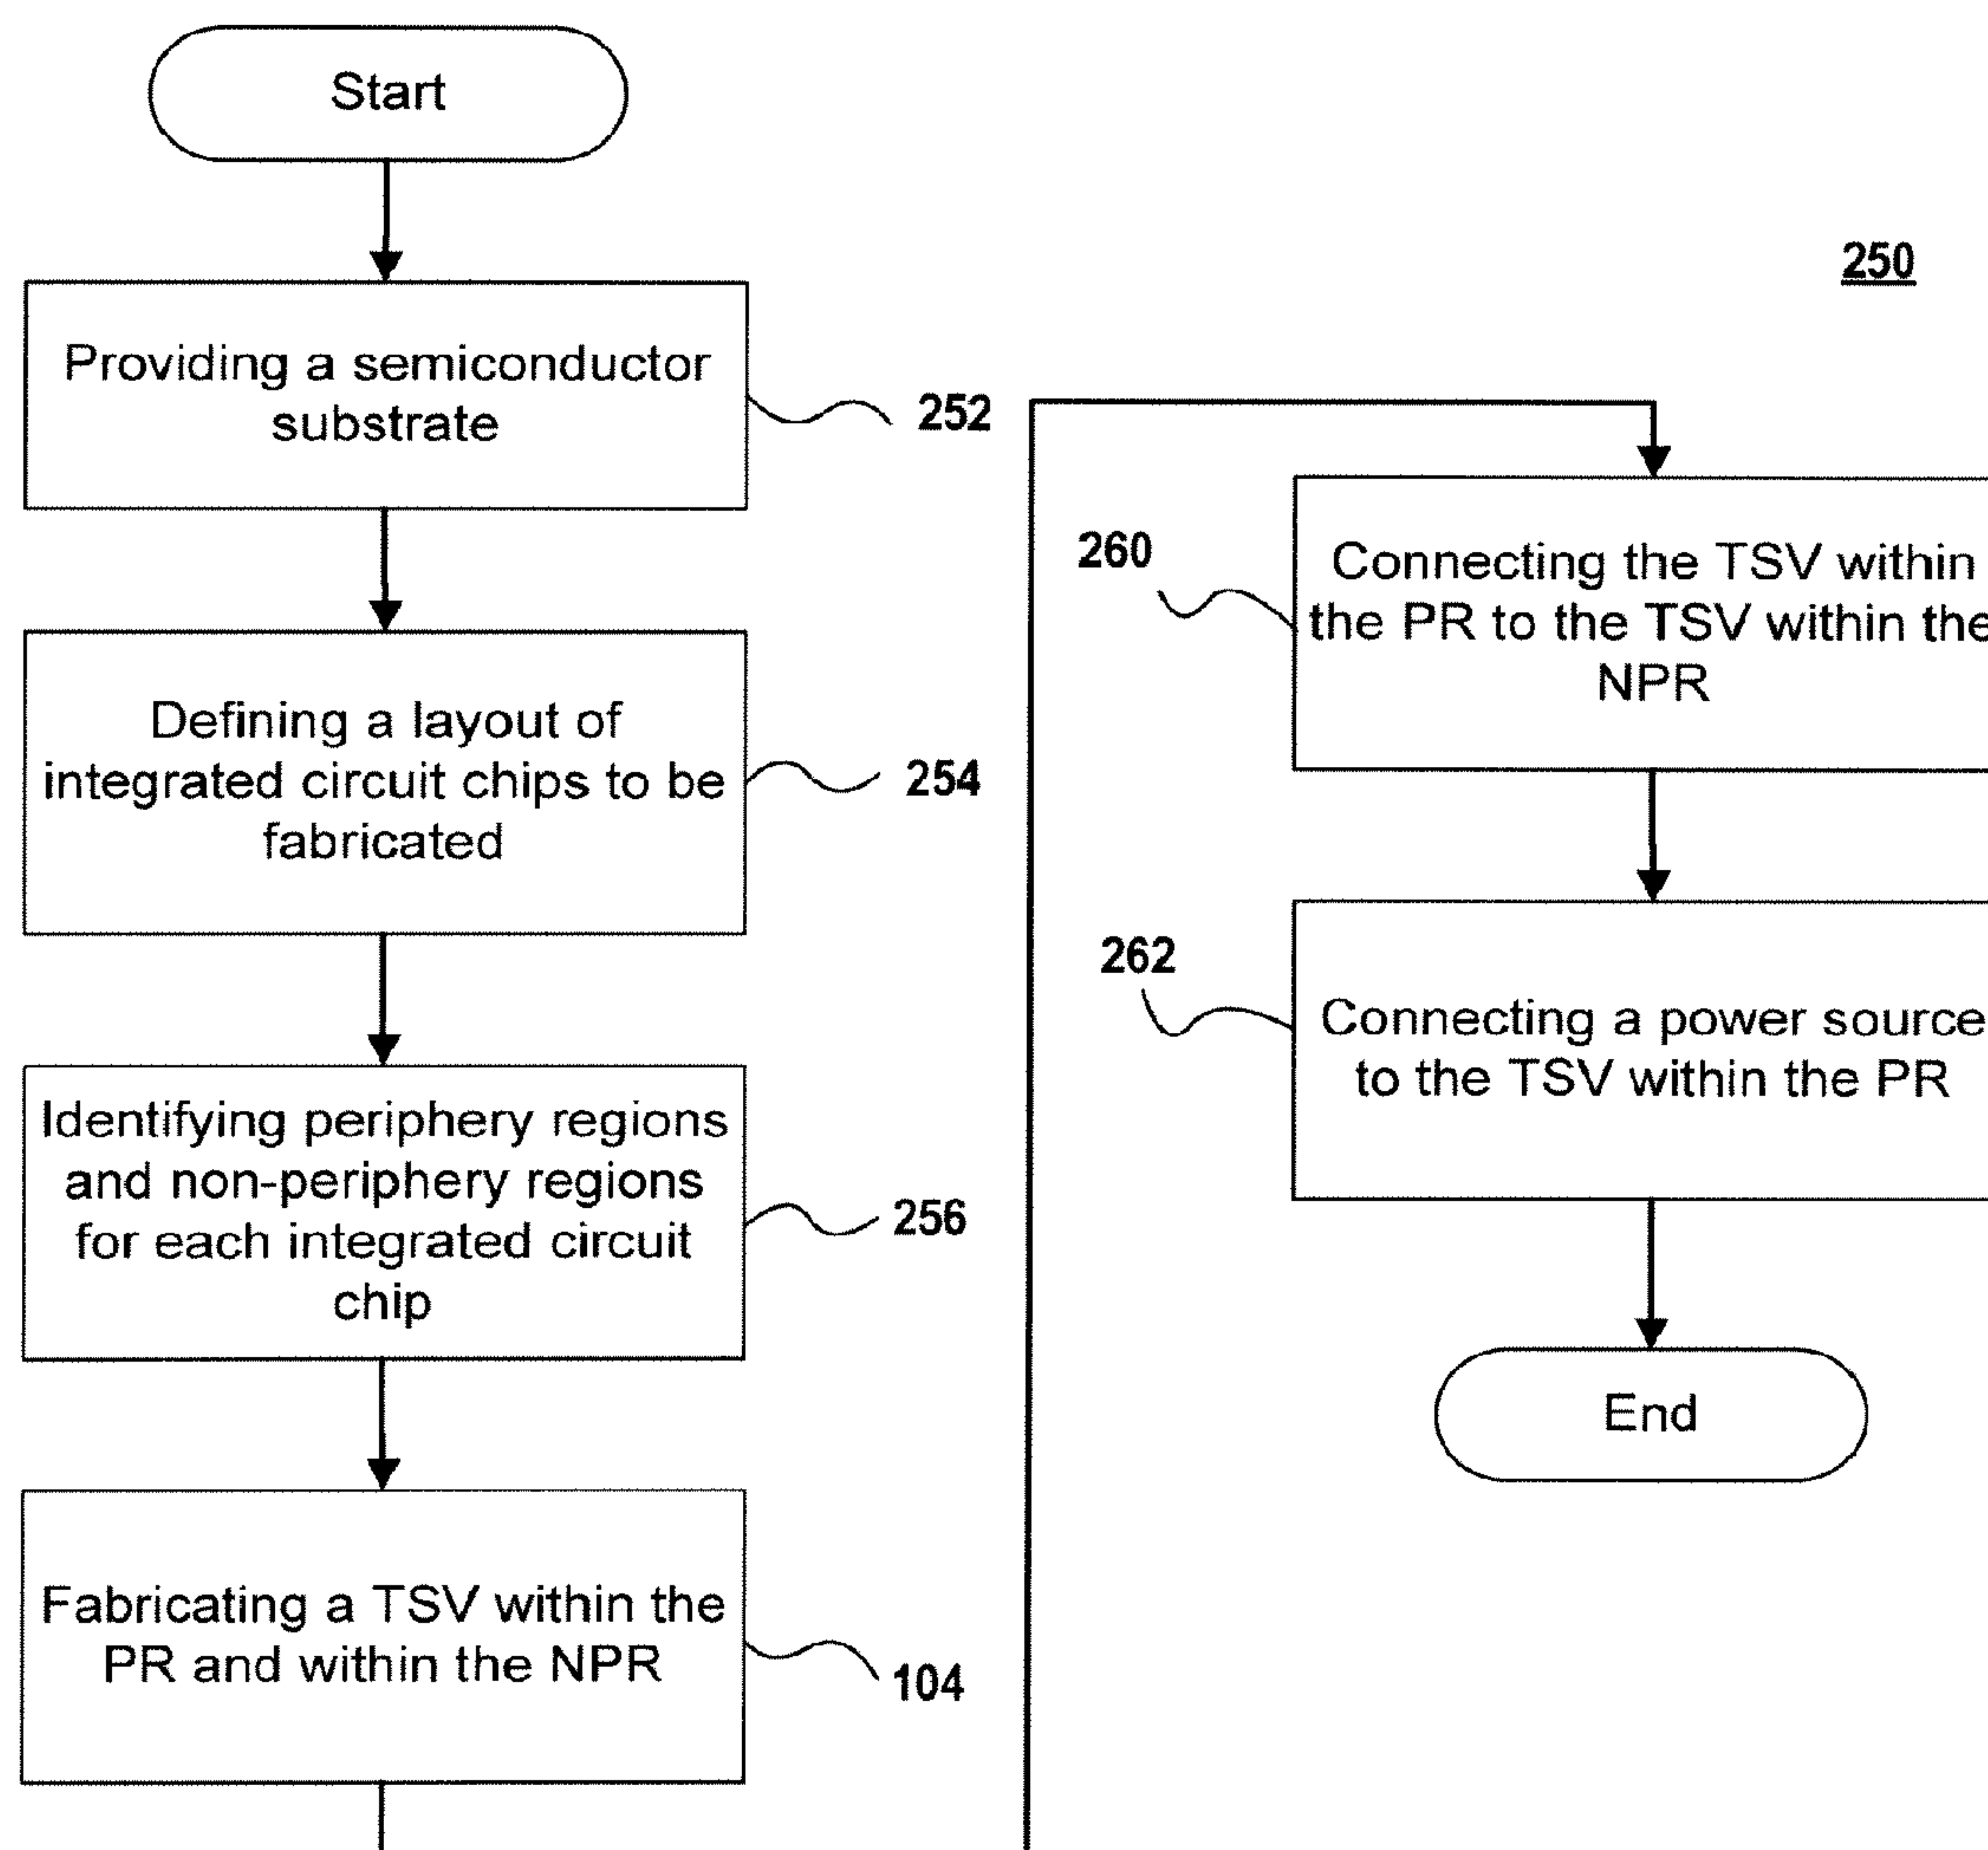 Start
Providing a semiconductor
substrate
252
Defining a layout of
integrated circuit chips to be
fabricated
254
Identifying periphery regions
and non-periphery regions
for each integrated circuit
chip
256
Fabricating a TSV within the
PR and within the NPR
104
250
260
Connecting the TSV within
the PR to the TSV within the
NPR
262
Connecting a power source
to the TSV within the PR
End